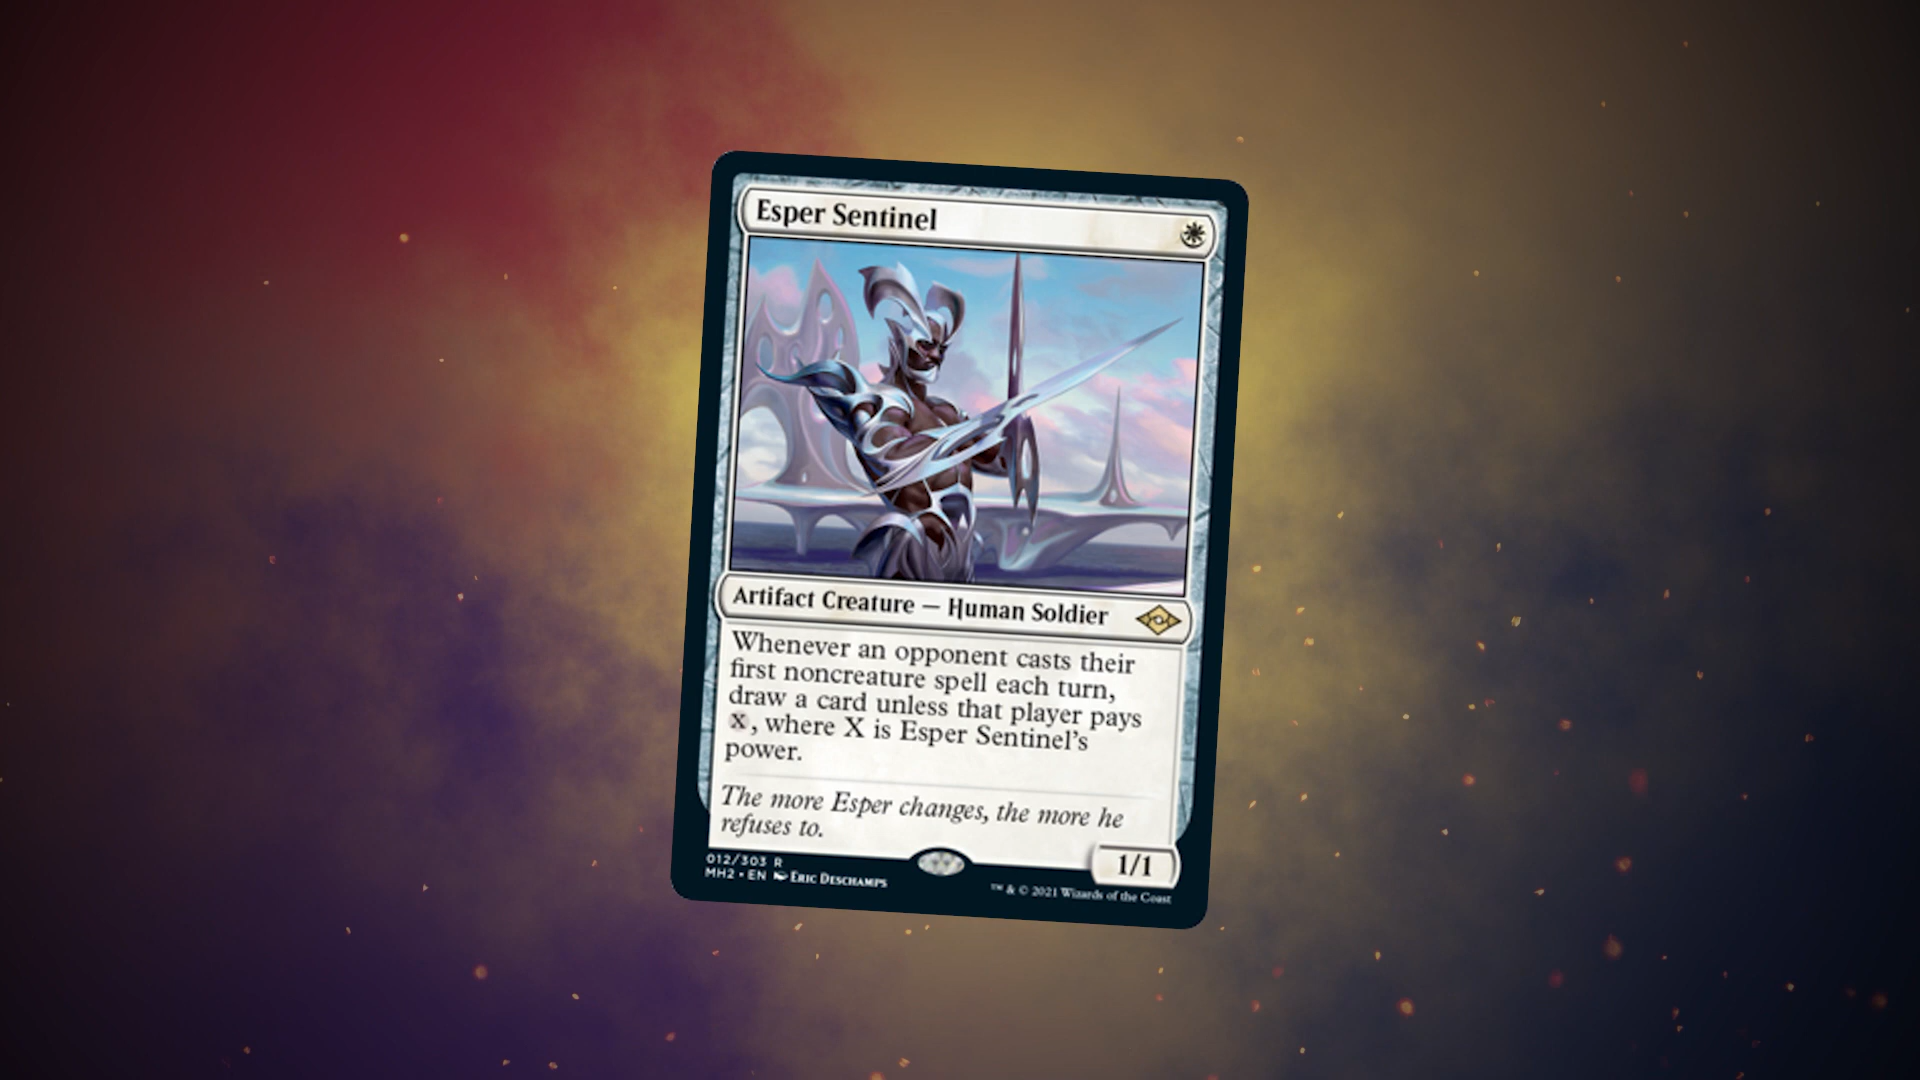 Esper Sentinel
Artifact Creature — Human Soldier
Whenever an opponent casts their
first noncreature spell each turn,
draw a card unless that player pays
X, where X is Esper Sentinel's
power.
The more Esper changes, the more he
refuses to.
1/1
012/303 R
MH2 • EN Eric Deschamps
™ & © 2021 Wizards of the Coast